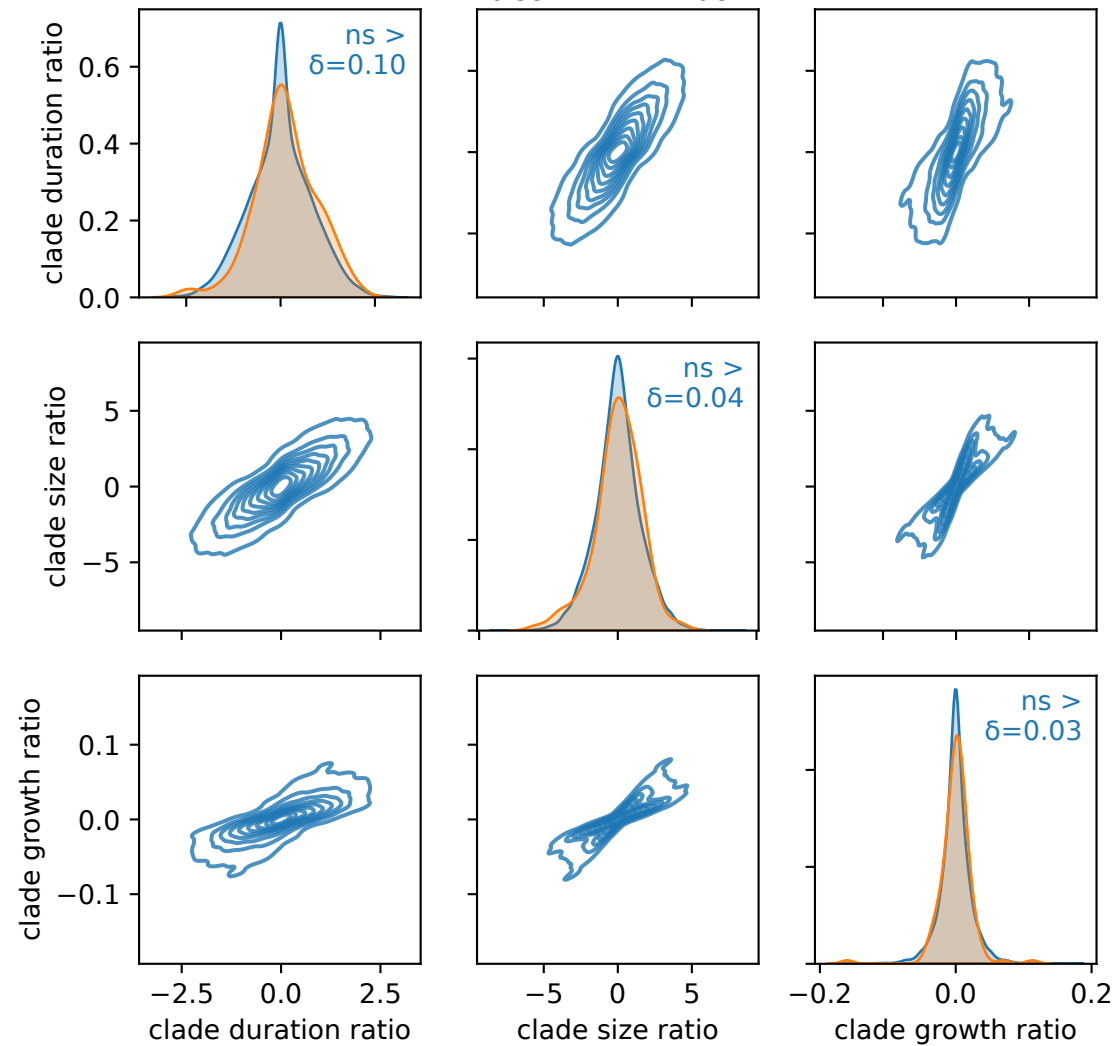 clade duration ratio
0.6
0.4
0.2
0.0
ns >
δ=0.10
clade size ratio
5
0
−5
ns >
δ=0.04
clade growth ratio
0.1
0.0
−0.1
ns >
δ=0.03
−2.5 0.0 2.5
−5 0 5
−0.2 0.0 0.2
clade duration ratio
clade size ratio
clade growth ratio